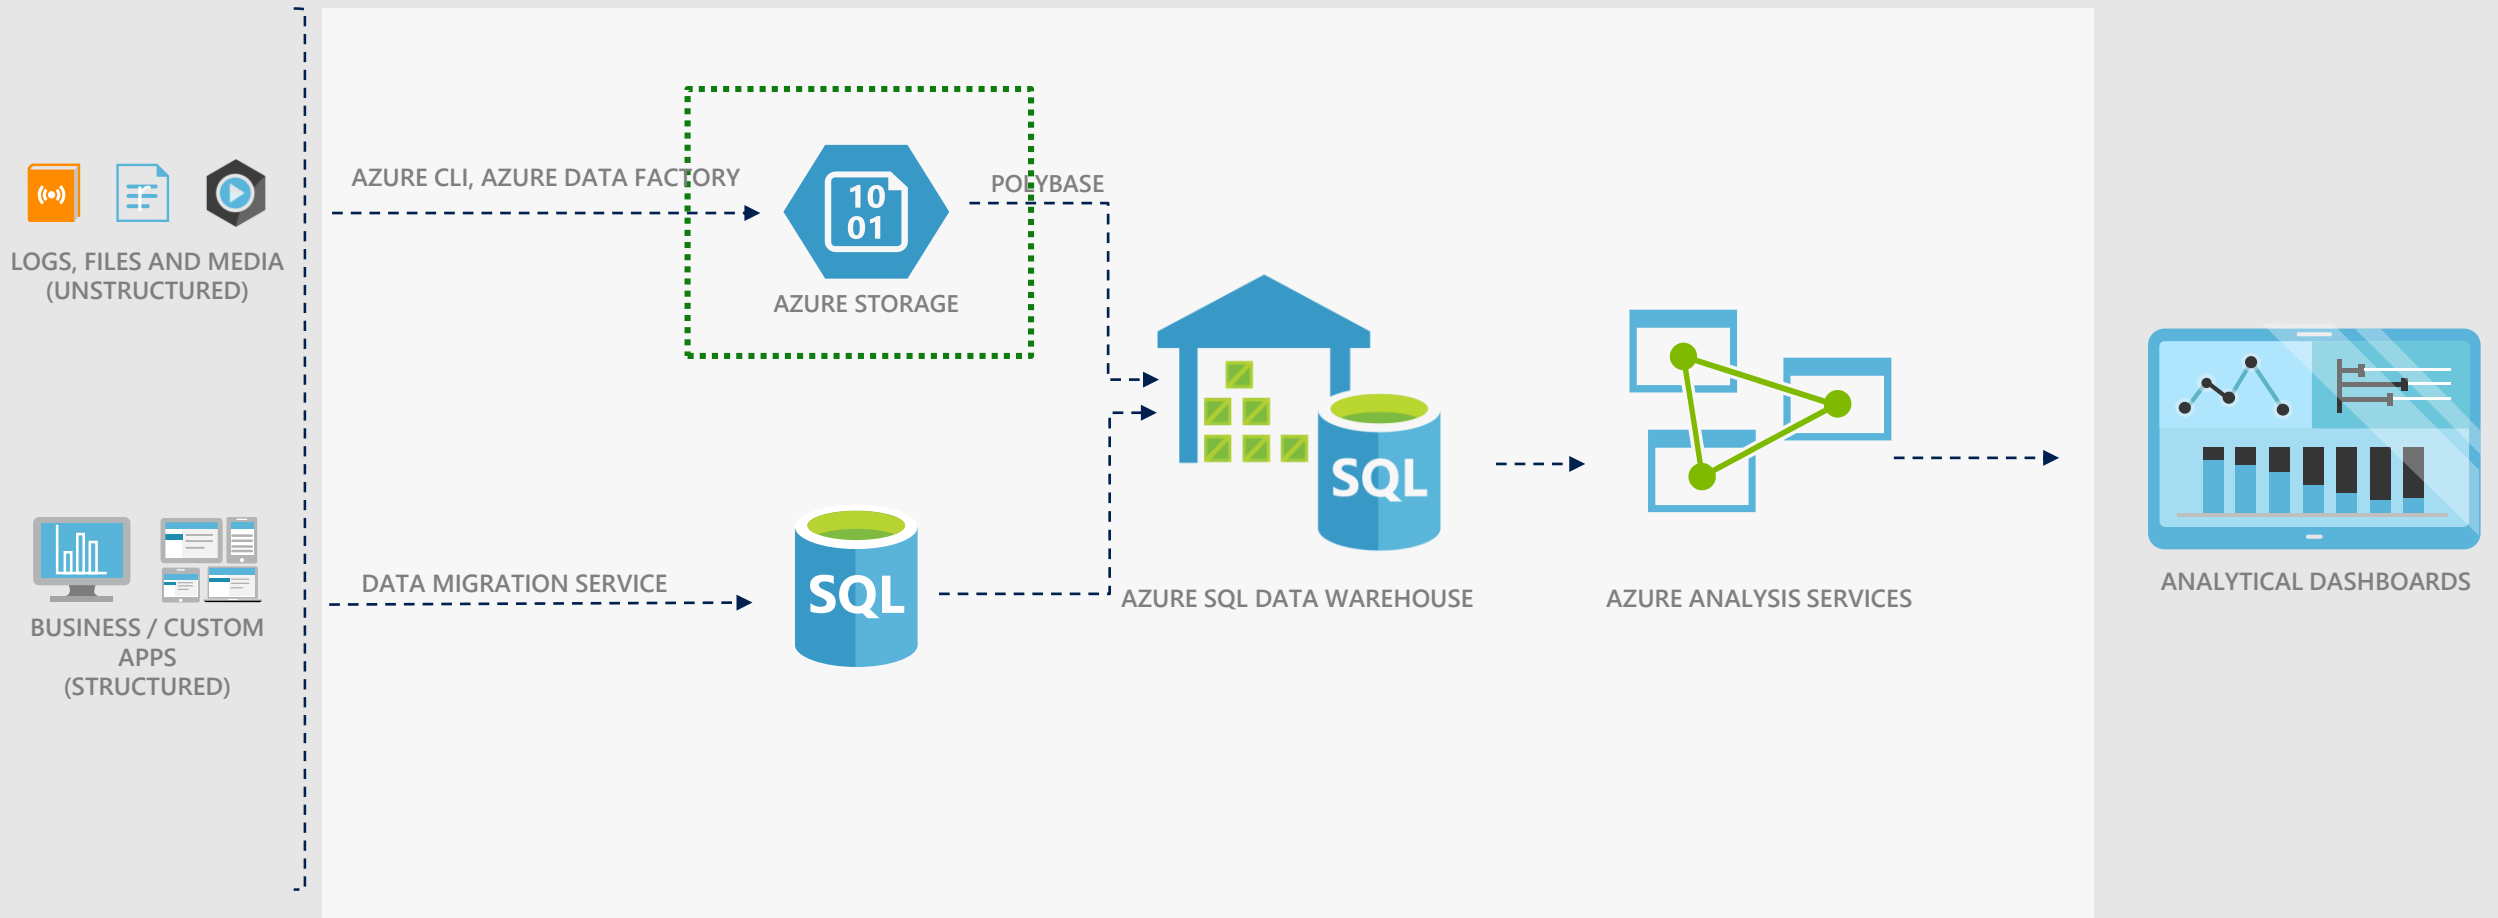 AZURE CLI, AZURE DATA FACTORY
POLYBASE
10
01
AZURE STORAGE
LOGS, FILES AND MEDIA
(UNSTRUCTURED)
SQL
AZURE SQL DATA WAREHOUSE
AZURE ANALYSIS SERVICES
ANALYTICAL DASHBOARDS
DATA MIGRATION SERVICE
SQL
BUSINESS / CUSTOM
APPS
(STRUCTURED)